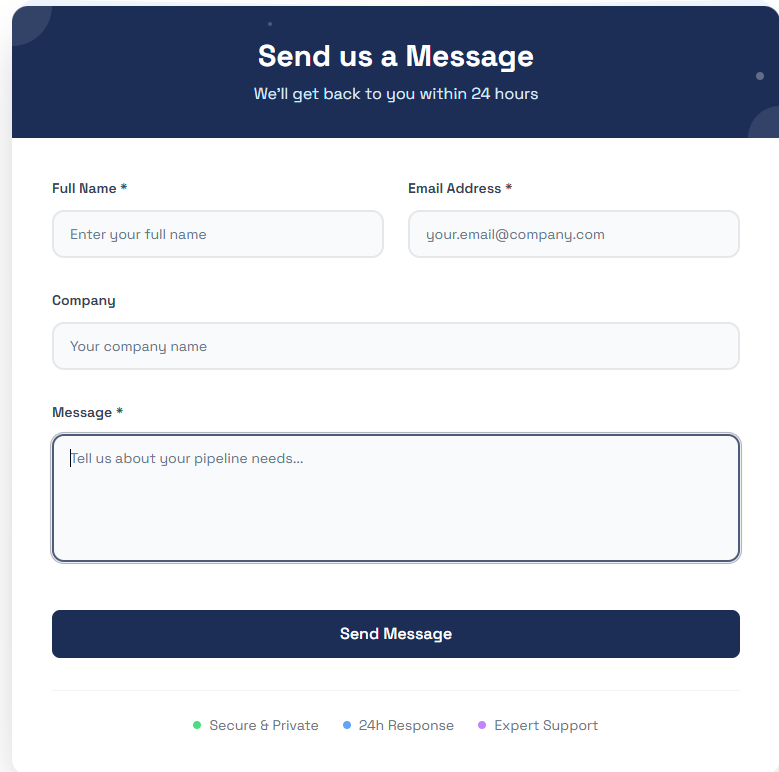 Send us a Message
We'll get back to you within 24 hours
Full Name *
Email Address *
Enter your full name
your.email@company.com
Company
Your company name
Message *
Tell us about your pipeline needs...
Send Message
Secure & Private
24h Response
Expert Support